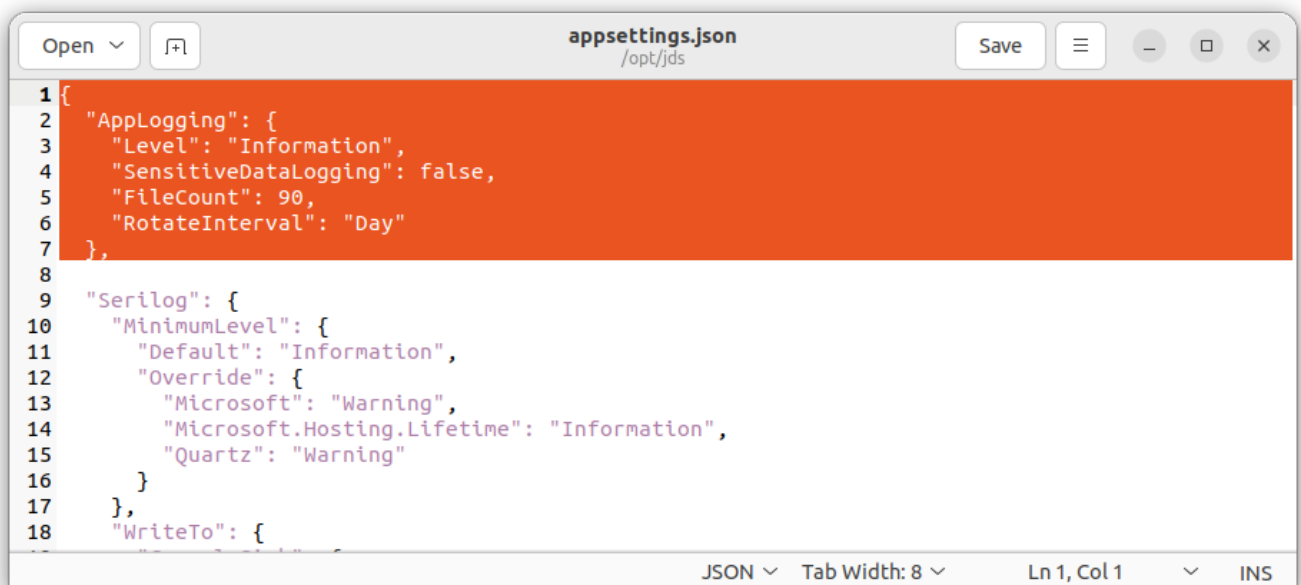 Open
appsettings.json
/opt/jds
Save
1 {
2   "AppLogging": {
3     "Level": "Information",
4     "SensitiveDataLogging": false,
5     "FileCount": 90,
6     "RotateInterval": "Day"
7   },
8
9   "Serilog": {
10     "MinimumLevel": {
11       "Default": "Information",
12       "Override": {
13         "Microsoft": "Warning",
14         "Microsoft.Hosting.Lifetime": "Information",
15         "Quartz": "Warning"
16       }
17     },
18     "WriteTo": {
JSON Tab Width: 8 Ln 1, Col 1 INS